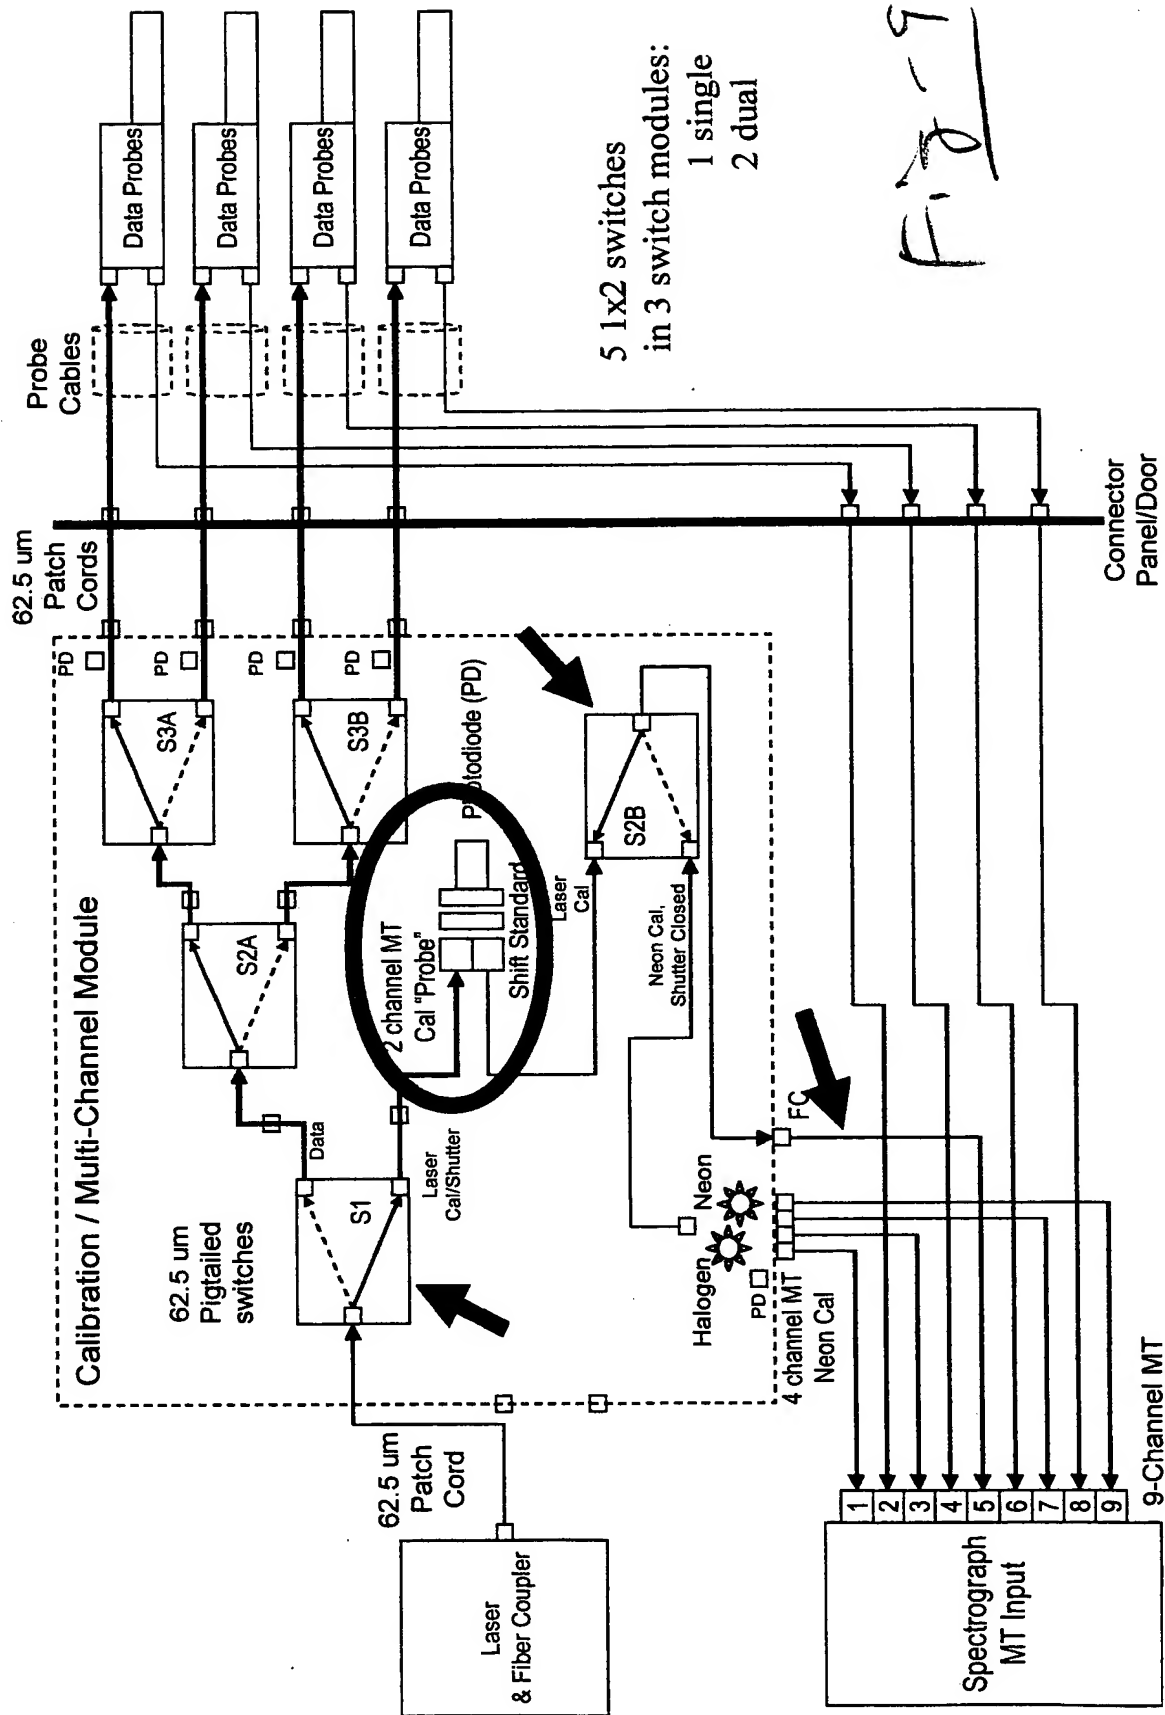 Calibration / Multi-Channel Module
62.5 um
Patch
Cords
Probe
Cables
Data Probes
Data Probes
Data Probes
Data Probes
PD
PD
PD
PD
S3A
S3B
S2A
62.5 um
Pigtailed
switches
Data
S1
Laser
Cal/Shutter
2 channel MT
Cal "Probe"
Shift Standard
Photodiode (PD)
Laser
Cal
S2B
Neon Cal,
Shutter Closed
5 1x2 switches
in 3 switch modules:
1 single
2 dual
62.5 um
Patch
Cord
Laser
& Fiber Coupler
Halogen
Neon
PD
FC
4 channel MT
Neon Cal
Connector
Panel/Door
Spectrograph
MT Input
1
2
3
4
5
6
7
8
9
9-Channel MT
Fig - 9